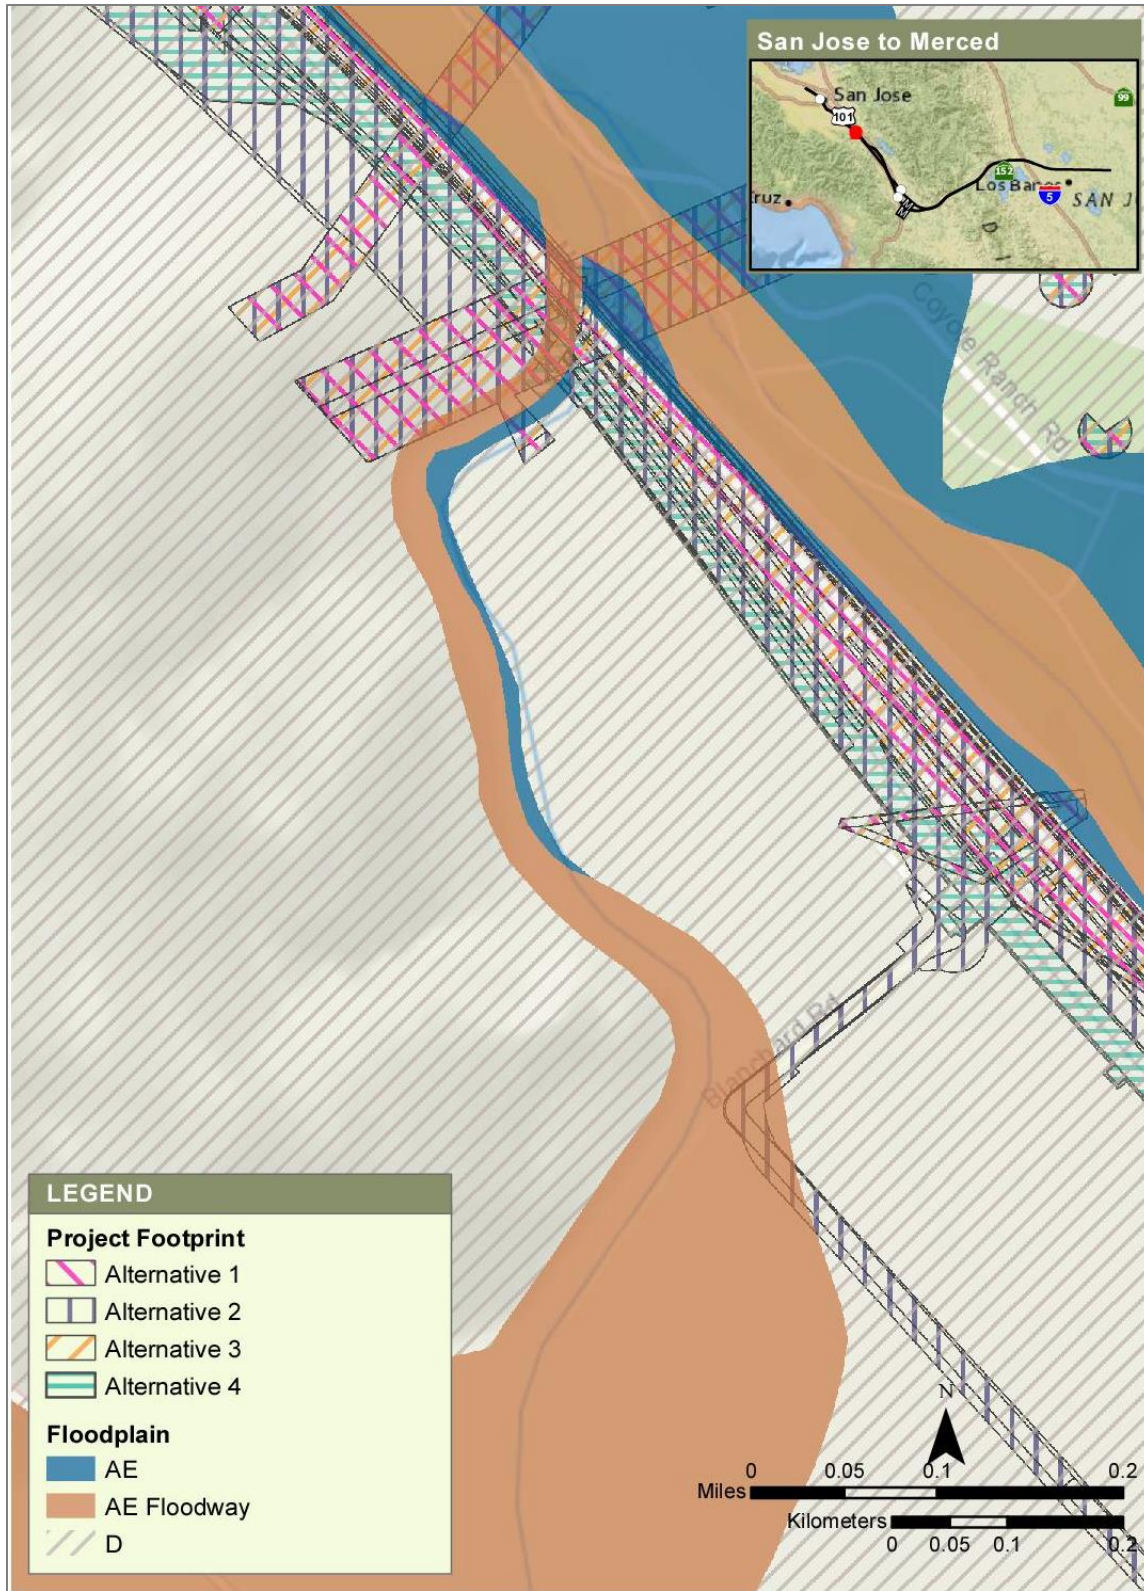 San Jose to Merced
San Jose
101
99
152
Los Banos
5
SAN J
ruz
Coyote Ranch Rd
Blanchard Rd
LEGEND
Project Footprint
Alternative 1
Alternative 2
Alternative 3
Alternative 4
Floodplain
AE
AE Floodway
D
N
0 0.05 0.1 0.2
Miles
Kilometers
0 0.05 0.1 0.2